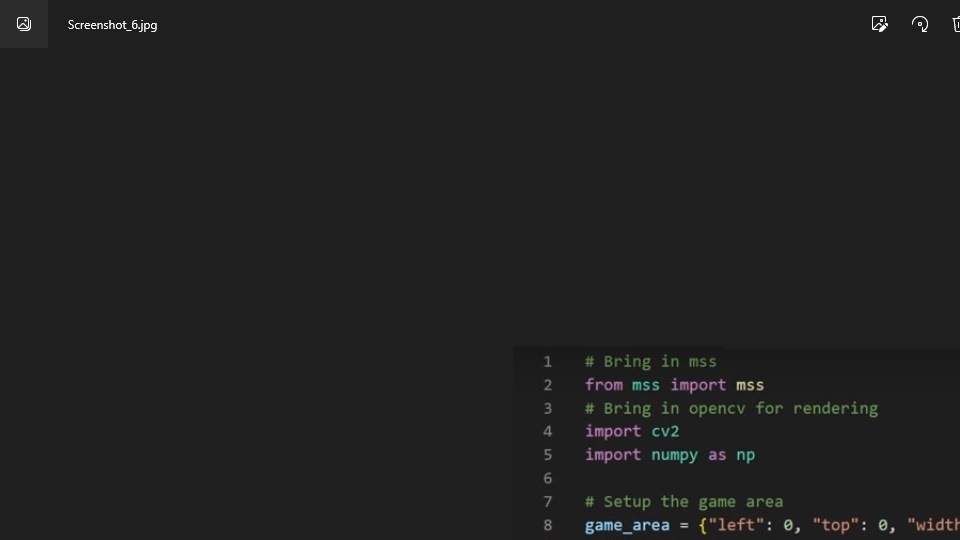 Screenshot_6.jpg
1 # Bring in mss
2 from mss import mss
3 # Bring in opencv for rendering
4 import cv2
5 import numpy as np
6
7 # Setup the game area
8 game_area = {"left": 0, "top": 0, "width